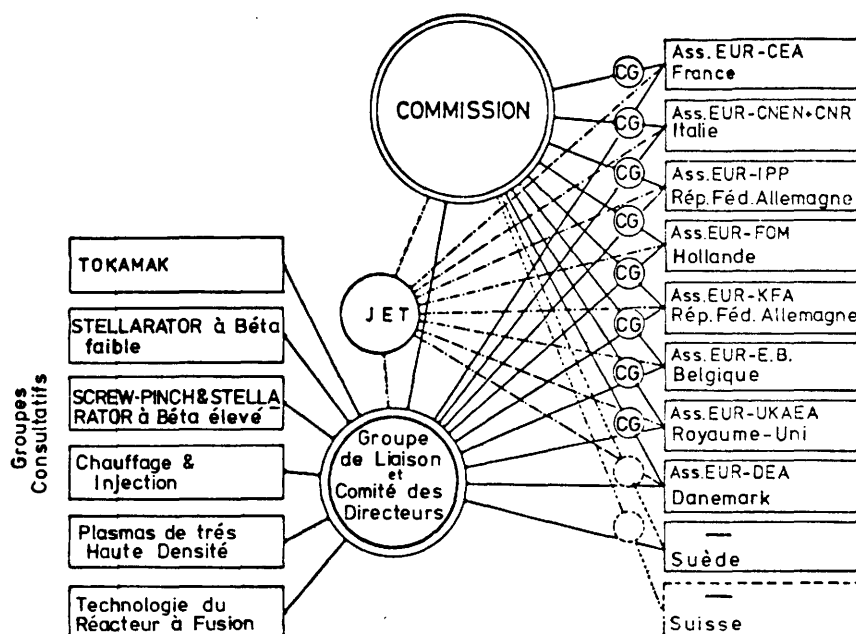 COMMISSION
JET
Groupe
de Liaison
et
Comité des
Directeurs
Groupes
Consultatifs
TOKAMAK
STELLARATOR à Béta
faible
SCREW-PINCH & STELLA
RATOR à Béta élevé
Chauffage &
Injection
Plasmas de trés
Haute Densité
Technologie du
Réacteur à Fusion
CG
CG
CG
CG
CG
CG
CG
CG
Ass. EUR-CEA
France
Ass. EUR-CNEN+CNR
Italie
Ass. EUR-IPP
Rép. Féd. Allemagne
Ass. EUR-FOM
Hollande
Ass. EUR-KFA
Rép. Féd. Allemagne
Ass. EUR-E.B.
Belgique
Ass. EUR-UKAEA
Royaume-Uni
Ass. EUR-DEA
Danemark
Suède
Suisse